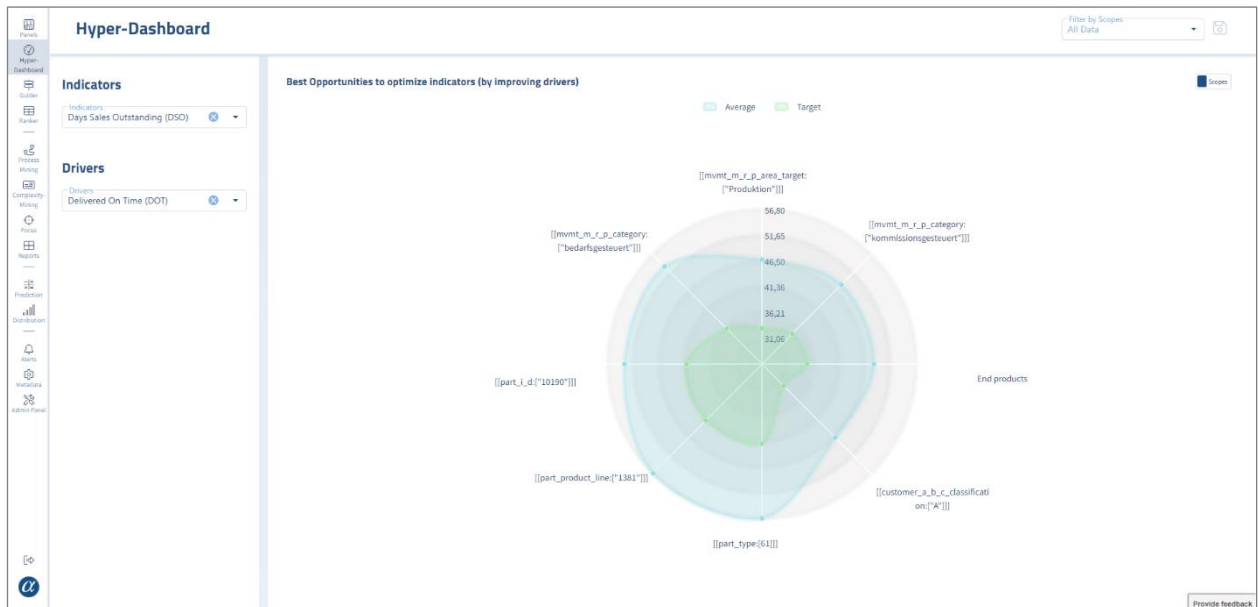 Panels
Hyper-
Dashboard
Guider
Ranker
Process
Mining
Complexity-
Mining
Focus
Reports
Prediction
Distribution
Alerts
Metadata
Admin Panel
α
Hyper-Dashboard
Filter by Scopes
All Data
Indicators
Indicators
Days Sales Outstanding (DSO)
Drivers
Drivers
Delivered On Time (DOT)
Best Opportunities to optimize indicators (by improving drivers)
Scopes
Average
Target
[[mvmt_m_r_p_area_target:
["Produktion"]]]
[[mvmt_m_r_p_category:
["kommissionsgesteuert"]]]
End products
[[customer_a_b_c_classificati
on:["A"]]]
[[part_type:[61]]]
[[part_product_line:["1381"]]]
[[part_i_d:["10190"]]]
[[mvmt_m_r_p_category:
["bedarfsgesteuert"]]]
56,80
51,65
46,50
41,36
36,21
31,06
Provide feedback